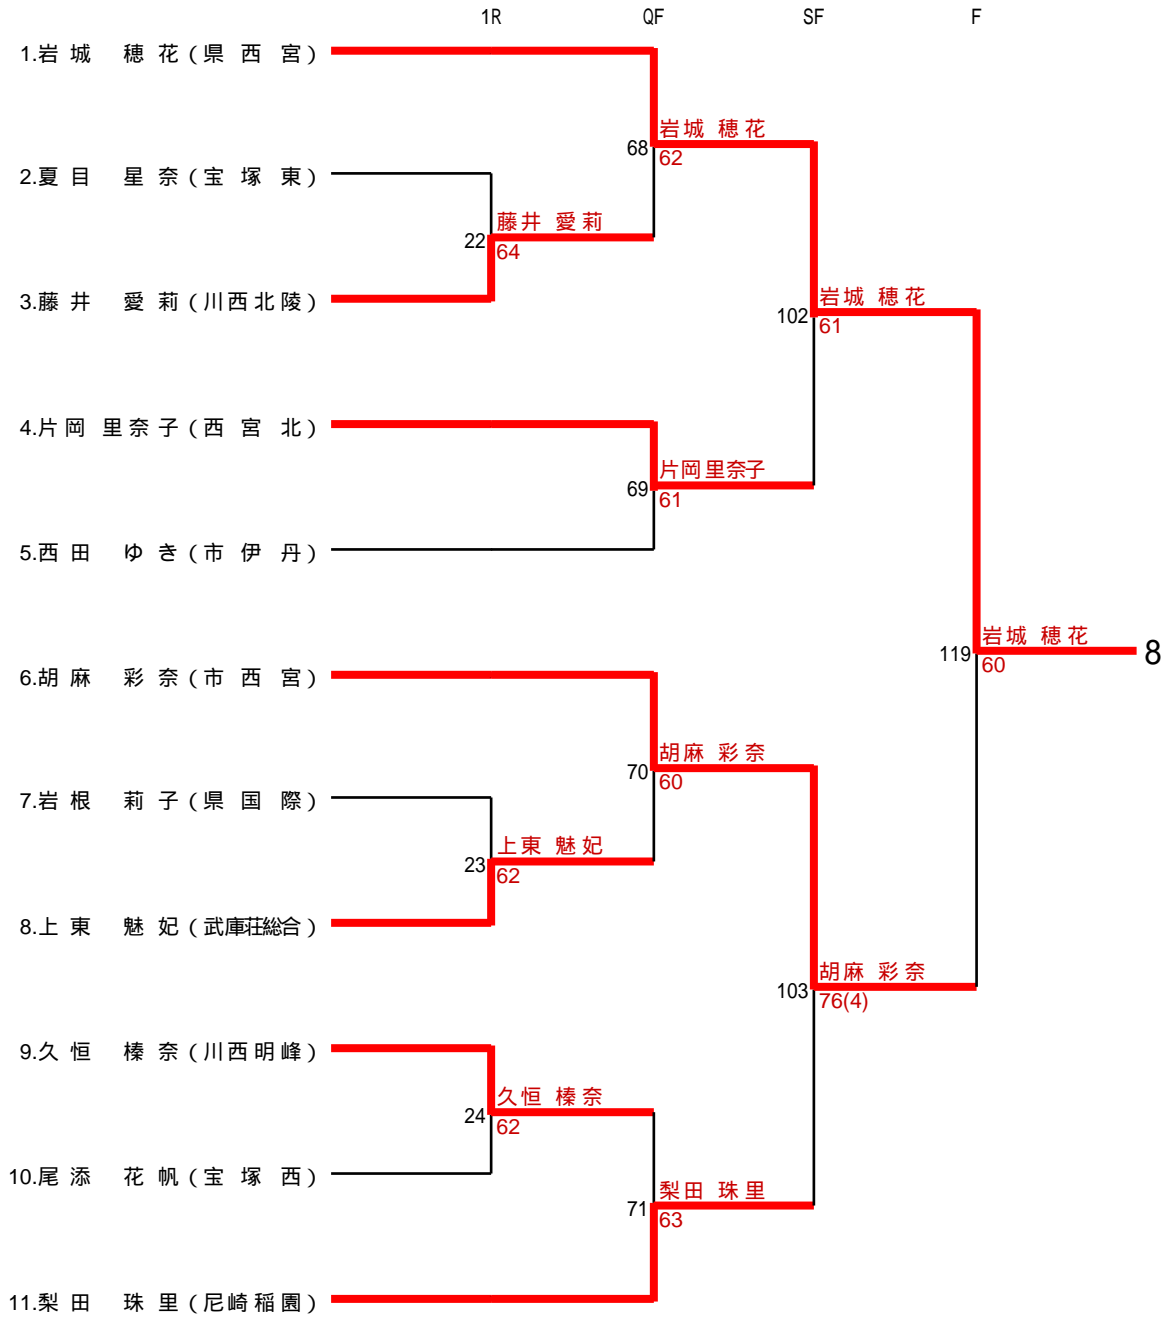 1R QF SF F
1.岩城 穂花(県西宮)
岩城 穂花
68
62
2.夏目 星奈(宝塚東)
藤井 愛莉
22
64
3.藤井 愛莉(川西北陵)
岩城 穂花
102
61
4.片岡 里奈子(西宮北)
片岡里奈子
69
61
5.西田 ゆき(市伊丹)
岩城 穂花
119
60
8
6.胡麻 彩奈(市西宮)
胡麻 彩奈
70
60
7.岩根 莉子(県国際)
上東 魅妃
23
62
8.上東 魅妃(武庫荘総合)
胡麻 彩奈
103
76(4)
9.久恒 榛奈(川西明峰)
久恒 榛奈
24
62
10.尾添 花帆(宝塚西)
梨田 珠里
71
63
11.梨田 珠里(尼崎稲園)